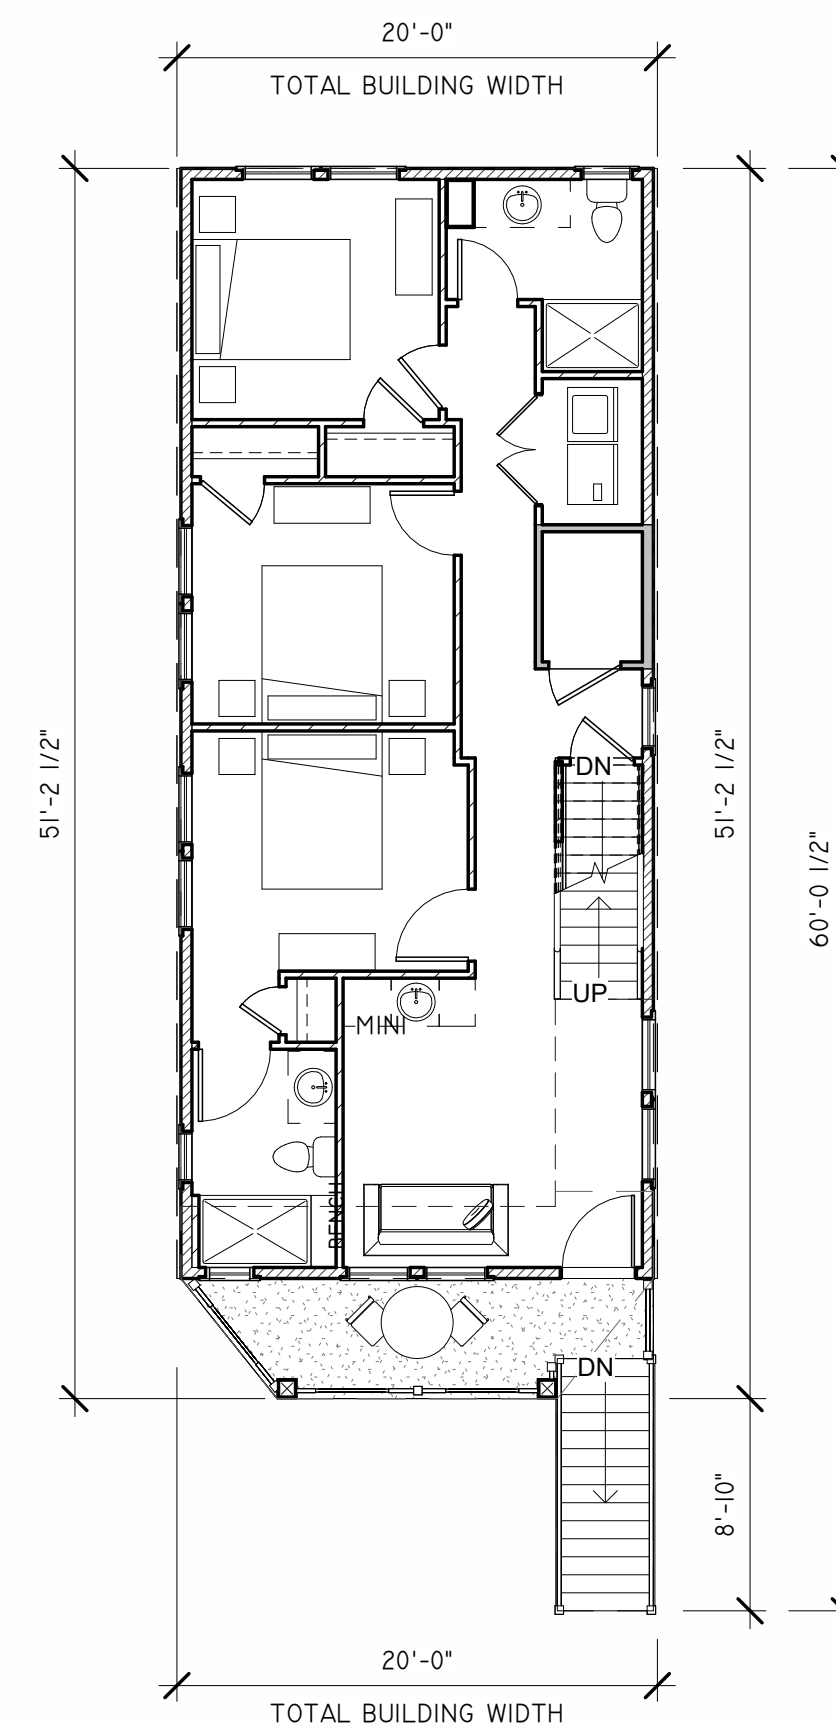 20'-0"
TOTAL BUILDING WIDTH
51'-2 1/2"
51'-2 1/2"
60'-0 1/2"
DN
UP
MINI
BENCH
DN
8'-10"
20'-0"
TOTAL BUILDING WIDTH